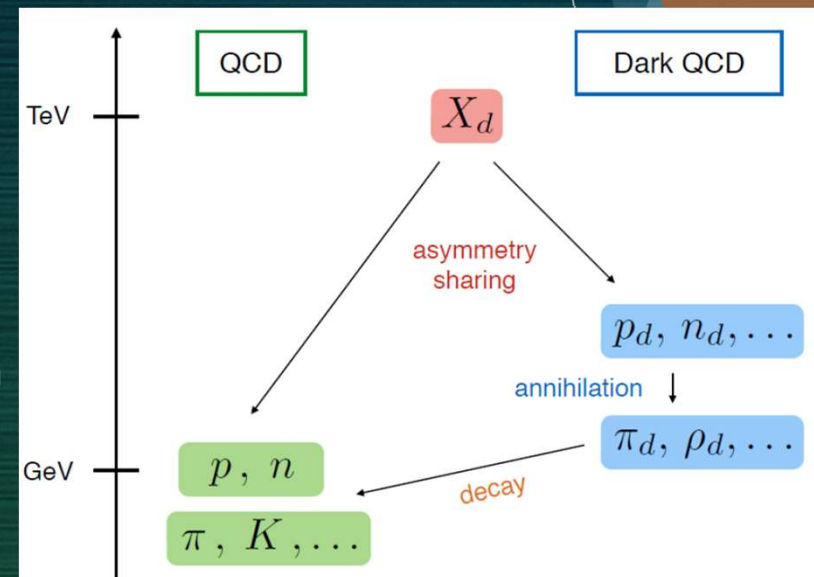 QCD
Dark QCD
TeV
X_d
asymmetry
sharing
p_d, n_d, ...
annihilation
π_d, ρ_d, ...
GeV
p , n
decay
π , K , ...